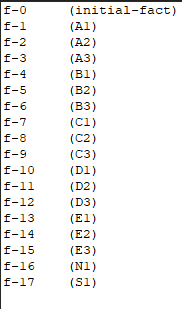 f-0 (initial-fact)
f-1 (A1)
f-2 (A2)
f-3 (A3)
f-4 (B1)
f-5 (B2)
f-6 (B3)
f-7 (C1)
f-8 (C2)
f-9 (C3)
f-10 (D1)
f-11 (D2)
f-12 (D3)
f-13 (E1)
f-14 (E2)
f-15 (E3)
f-16 (N1)
f-17 (S1)